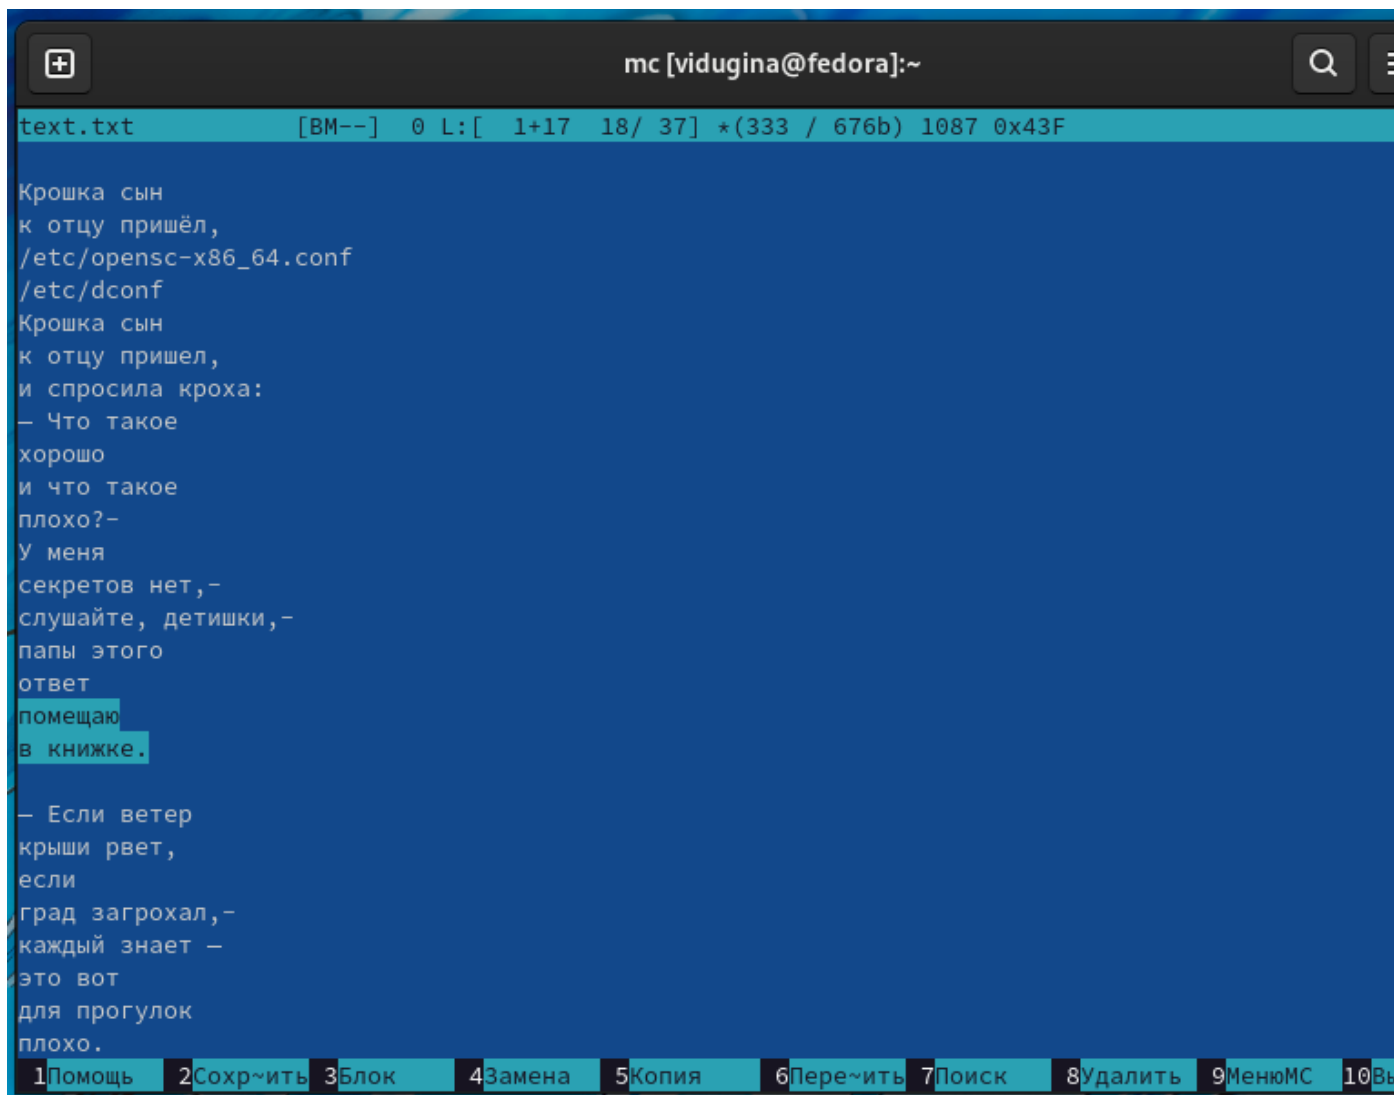 mc [vidugina@fedora]:~
text.txt [BM--] 0 L:[ 1+17 18/ 37] *(333 / 676b) 1087 0x43F
Крошка сын
к отцу пришёл,
/etc/opensc-x86_64.conf
/etc/dconf
Крошка сын
к отцу пришел,
и спросила кроха:
— Что такое
хорошо
и что такое
плохо?-
У меня
секретов нет,-
слушайте, детишки,-
папы этого
ответ
помещаю
в книжке.
— Если ветер
крыши рвет,
если
град загрохал,-
каждый знает —
это вот
для прогулок
плохо.
1Помощь 2Сохр~ить 3Блок 4Замена 5Копия 6Пере~ить 7Поиск 8Удалить 9МенюMC 10